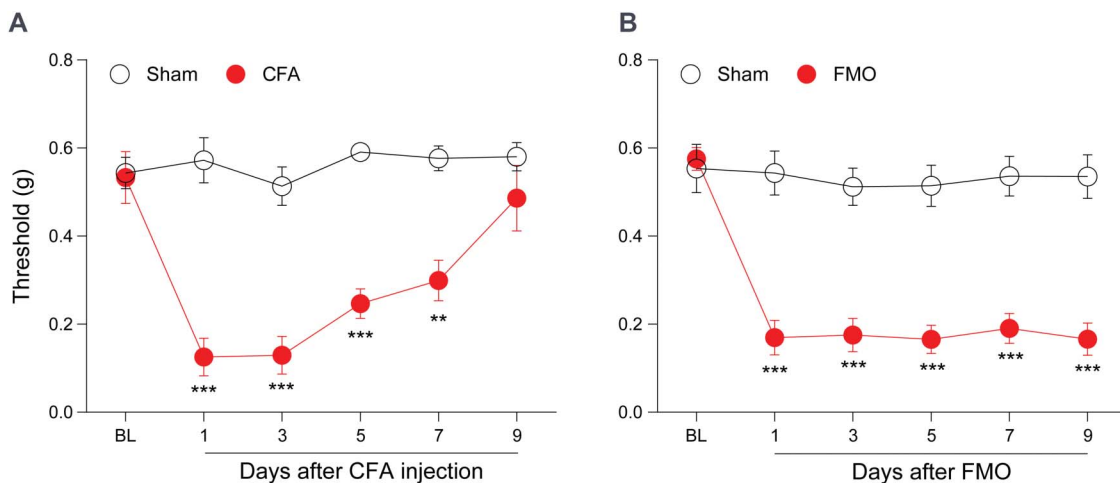 A
Sham CFA
Threshold (g)
0.8
0.6
0.4
0.2
0.0
***
***
***
**
BL 1 3 5 7 9
Days after CFA injection
B
Sham FMO
0.8
0.6
0.4
0.2
0.0
***
***
***
***
***
BL 1 3 5 7 9
Days after FMO